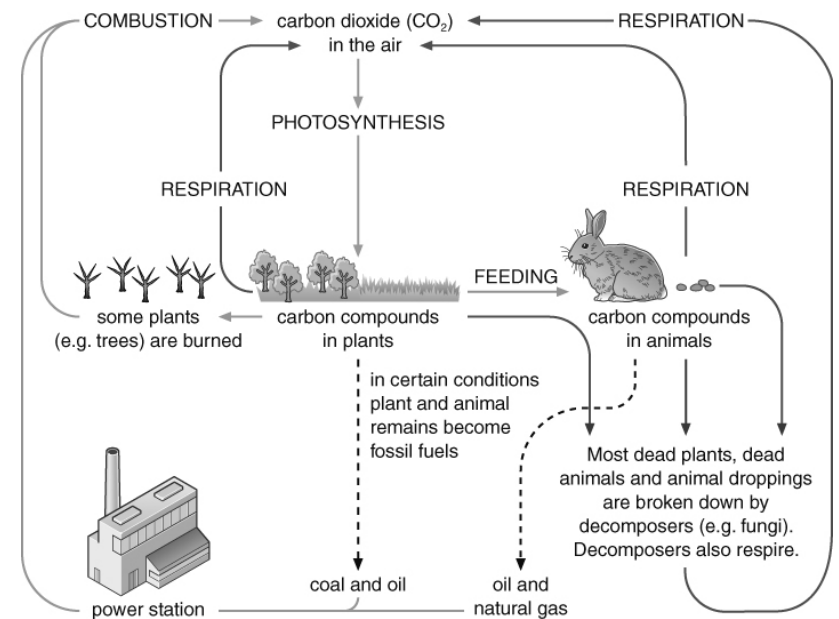 COMBUSTION
carbon dioxide (CO₂)
in the air
RESPIRATION
PHOTOSYNTHESIS
RESPIRATION
RESPIRATION
FEEDING
some plants
(e.g. trees) are burned
carbon compounds
in plants
carbon compounds
in animals
in certain conditions
plant and animal
remains become
fossil fuels
Most dead plants, dead
animals and animal droppings
are broken down by
decomposers (e.g. fungi).
Decomposers also respire.
power station
coal and oil
oil and
natural gas